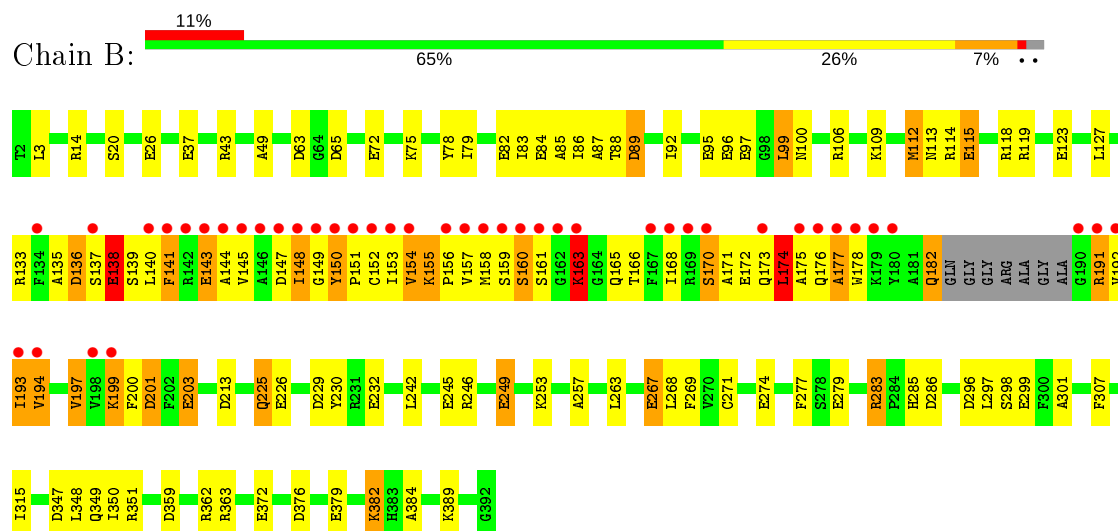 11%
Chain B:
65% 26% 7% • •
T2 L3 R14 S20 E26 E37 R43 A49 D63 G64 D65 E72 K75 Y78 I79 E82 I83 E84 A85 I86 A87 T88 D89 I92 E95 E96 E97 G98 L99 N100 R106 K109 M112 N113 R114 E115 R118 R119 E123 L127
R133 F134 A135 D136 S137 E138 S139 L140 F141 R142 E143 A144 V145 A146 D147 I148 G149 Y150 P151 C152 I153 V154 K155 P156 V157 M158 S159 S160 S161 G162 K163 G164 Q165 T166 F167 I168 R169 S170 A171 E172 Q173 L174 A175 Q176 A177 W178 K179 Y180 A181 Q182 GLN GLY GLY ARG ALA GLY ALA G190 R191 V192
I193 V194 V197 V198 K199 F200 D201 F202 E203 D213 Q225 E226 D229 Y230 R231 E232 L242 E245 R246 E249 K253 A257 L263 E267 L268 F269 V270 C271 E274 F277 S278 E279 R283 P284 H285 D286 D296 L297 S298 E299 F300 A301 F307
I315 D347 L348 Q349 I350 R351 D359 R362 R363 E372 D376 E379 K382 H383 A384 K389 G392